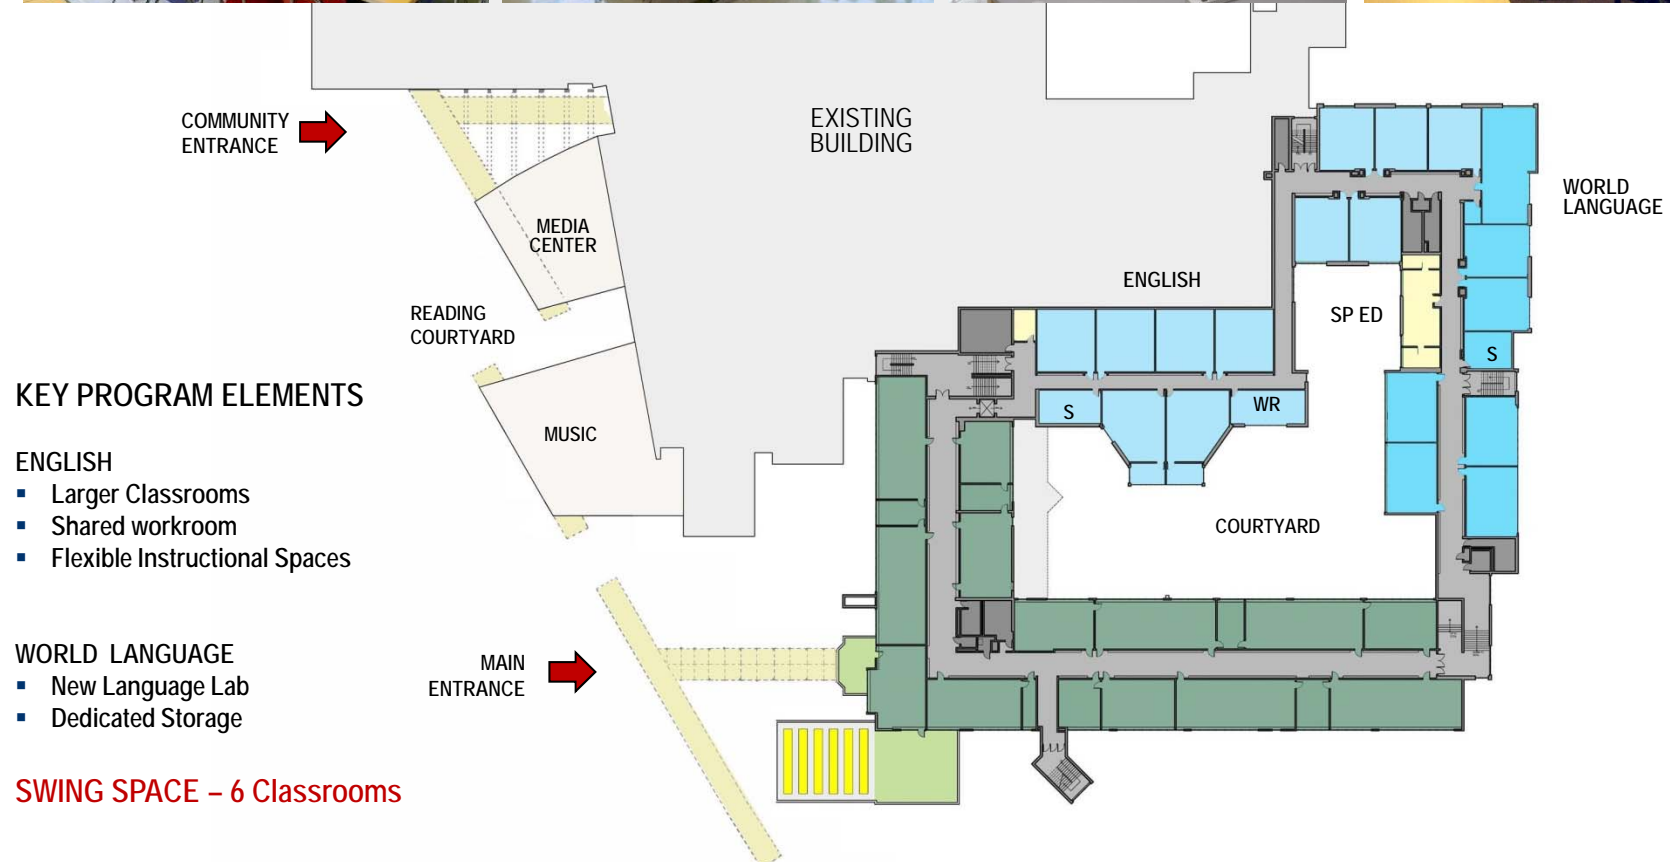 COMMUNITY
ENTRANCE
EXISTING
BUILDING
WORLD
LANGUAGE
MEDIA
CENTER
ENGLISH
READING
COURTYARD
SP ED
S
KEY PROGRAM ELEMENTS
S
WR
MUSIC
ENGLISH
▪ Larger Classrooms
▪ Shared workroom
▪ Flexible Instructional Spaces
COURTYARD
WORLD LANGUAGE
▪ New Language Lab
▪ Dedicated Storage
MAIN
ENTRANCE
SWING SPACE – 6 Classrooms